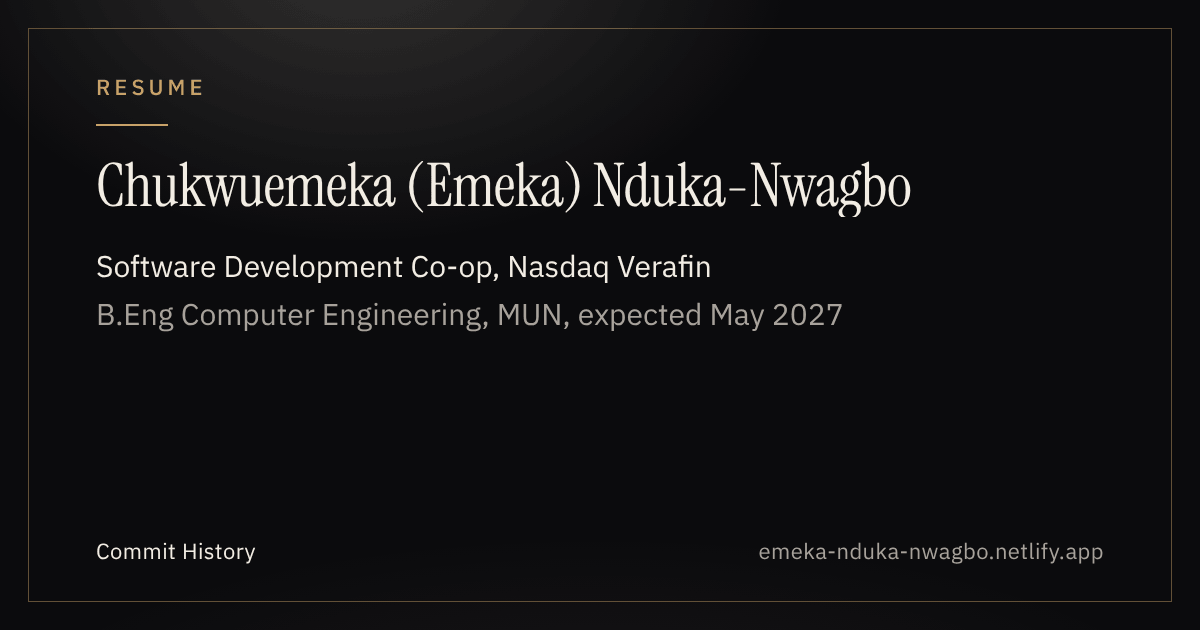 RESUME
Chukwuemeka (Emeka) Nduka-Nwagbo
Software Development Co-op, Nasdaq Verafin
B.Eng Computer Engineering, MUN, expected May 2027
Commit History
emeka-nduka-nwagbo.netlify.app